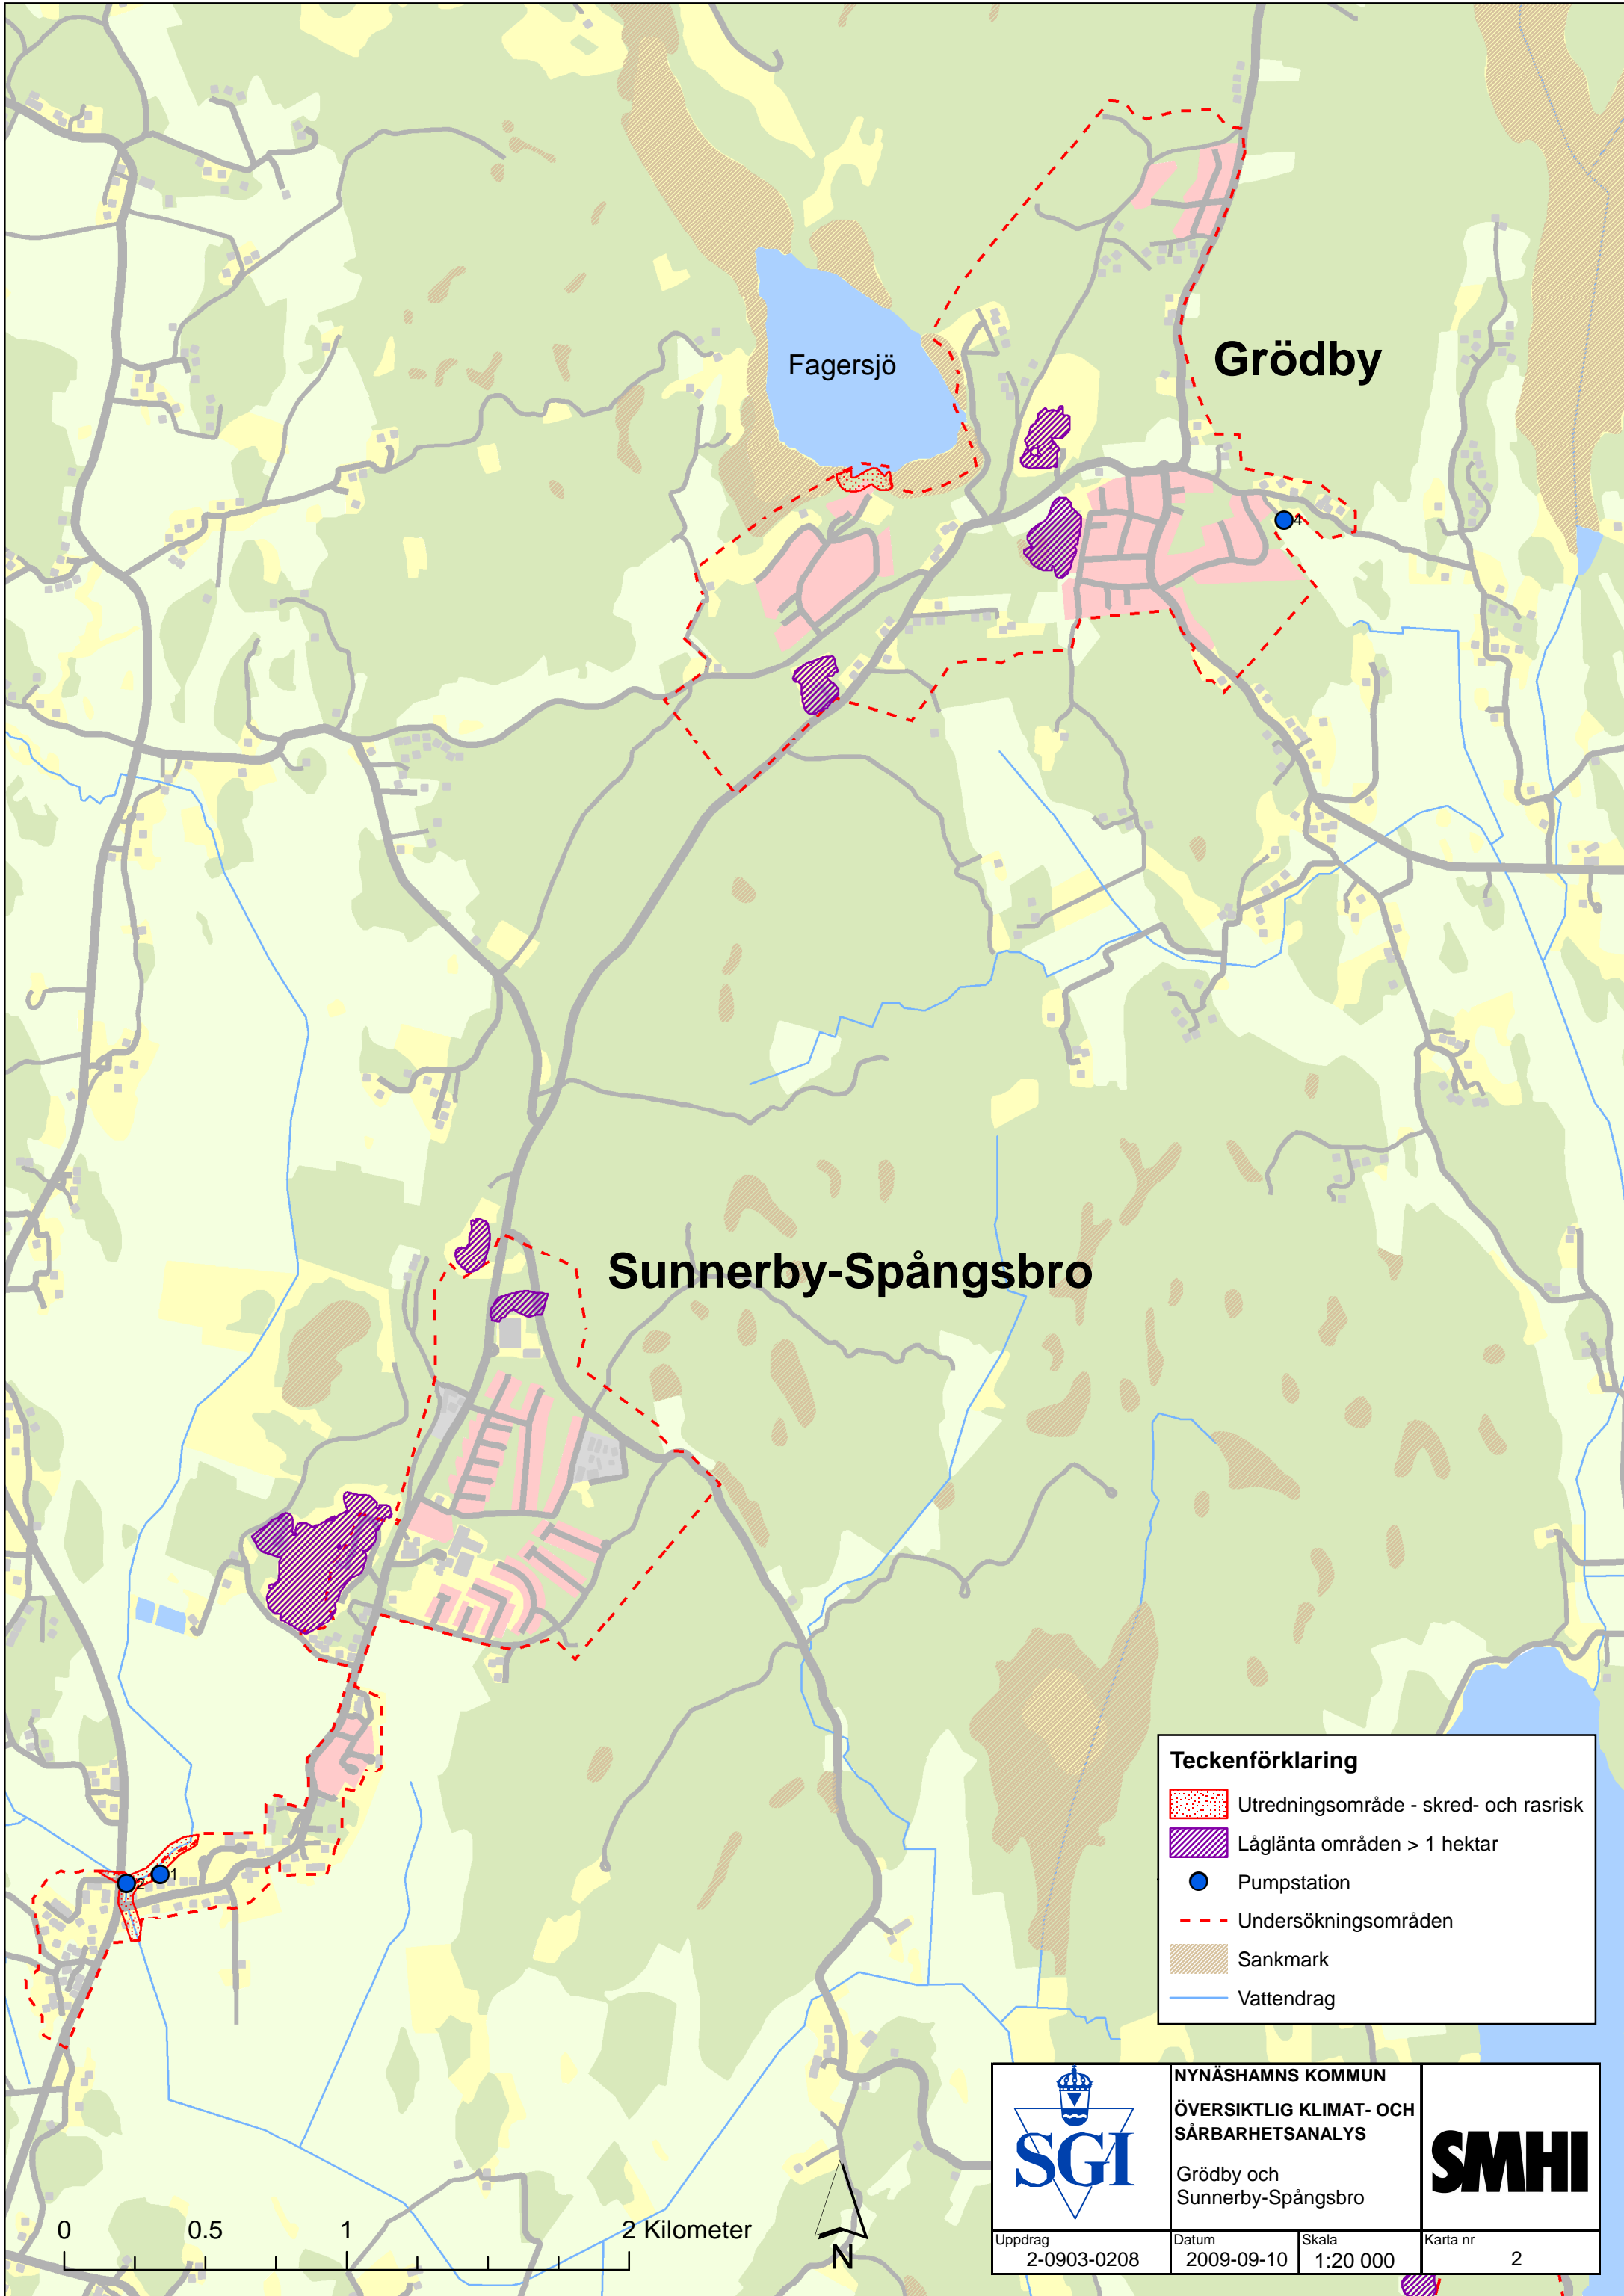 Fagersjö
Grödby
4
Sunnerby-Spångsbro
2
1
Teckenförklaring
Utredningsområde - skred- och rasrisk
Låglänta områden > 1 hektar
Pumpstation
Undersökningsområden
Sankmark
Vattendrag
0 0.5 1 2 Kilometer
N
SGI
NYNÄSHAMNS KOMMUN
ÖVERSIKTLIG KLIMAT- OCH
SÅRBARHETSANALYS
Grödby och
Sunnerby-Spångsbro
SMHI
Uppdrag
2-0903-0208
Datum
2009-09-10
Skala
1:20 000
Karta nr
2